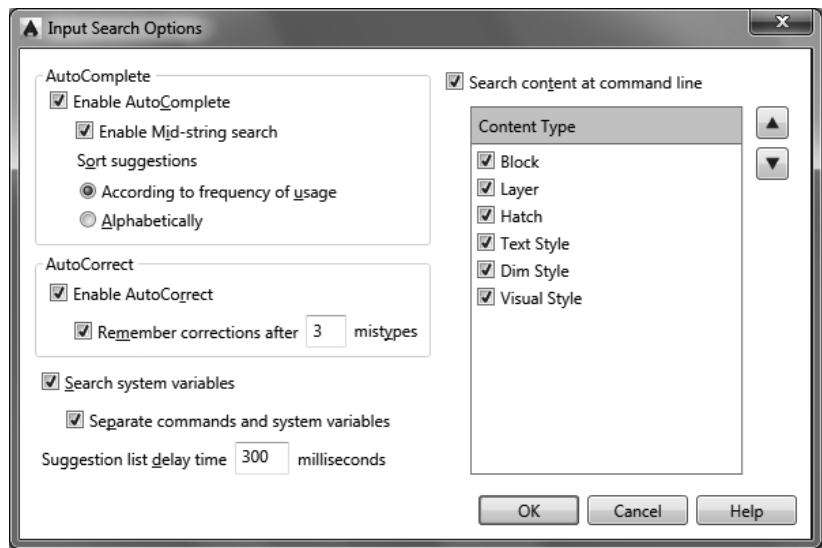 Input Search Options
AutoComplete
Enable AutoComplete
Enable Mid-string search
Sort suggestions
According to frequency of usage
Alphabetically
AutoCorrect
Enable AutoCorrect
Remember corrections after 3 mistypes
Search system variables
Separate commands and system variables
Suggestion list delay time 300 milliseconds
Search content at command line
Content Type
Block
Layer
Hatch
Text Style
Dim Style
Visual Style
OK Cancel Help